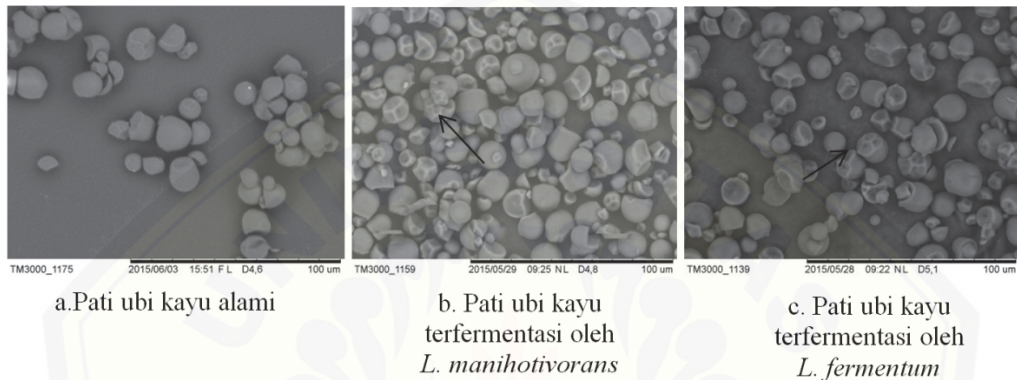 TM3000_1175 2015/06/03 15:51 F L D4,6 100 um
TM3000_1159 2015/05/29 09:25 N L D4,8 100 um
TM3000_1139 2015/05/28 09:22 N L D5,1 100 um
a.Pati ubi kayu alami
b. Pati ubi kayu
terfermentasi oleh
L. manihotivorans
c. Pati ubi kayu
terfermentasi oleh
L. fermentum